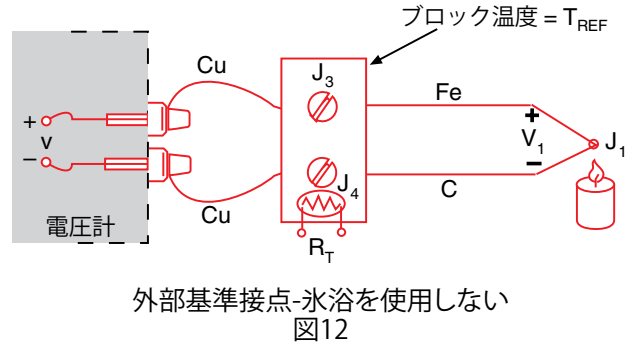 ブロック温度 = TREF
Cu
J3
Fe
+
+
V1
J1
v
−
−
J4
C
Cu
電圧計
RT
外部基準接点-氷浴を使用しない
図12